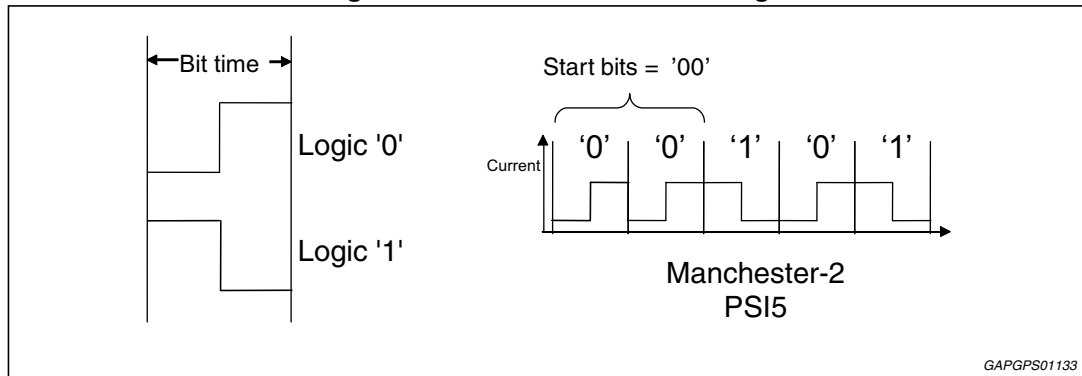 Bit time
Logic '0'
Logic '1'
Start bits = '00'
Current
‘0’ ‘0’ ‘1’ ‘0’ ‘1’
Manchester-2
PSI5
GAPGPS01133